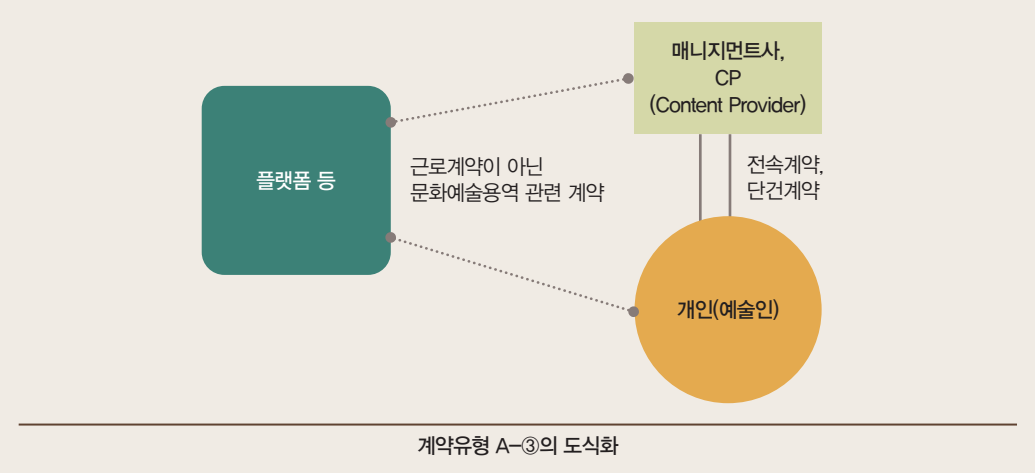 매니지먼트사,
CP
(Content Provider)
플랫폼 등
근로계약이 아닌
문화예술용역 관련 계약
전속계약,
단건계약
개인(예술인)
계약유형 A-③의 도식화